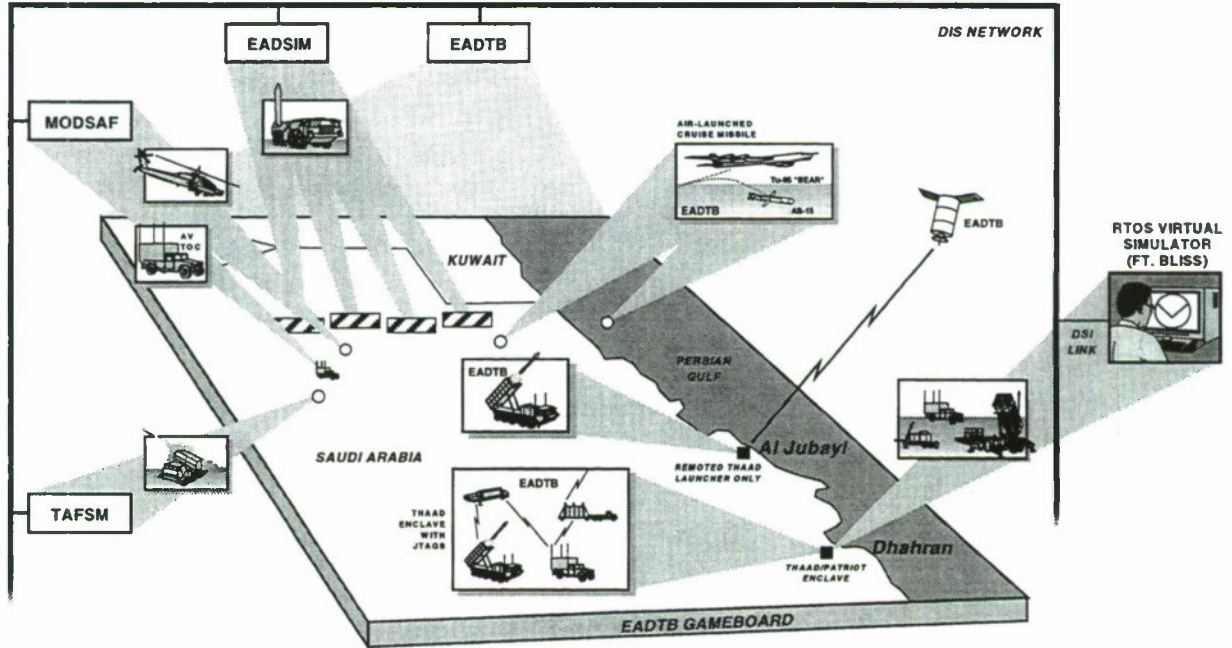 DIS NETWORK
EADSIM
EADTB
MODSAF
AIR-LAUNCHED
CRUISE MISSILE
Tu-95 "BEAR"
EADTB
AS-15
EADTB
RTOS VIRTUAL
SIMULATOR
(FT. BLISS)
AV
TOC
KUWAIT
DSI
LINK
EADTB
PERSIAN
GULF
SAUDI ARABIA
Al Jubayl
REMOTED THAAD
LAUNCHER ONLY
TAFSM
THAAD
ENCLAVE
WITH
JTAGS
EADTB
Dhahran
THAAD/PATRIOT
ENCLAVE
EADTB GAMEBOARD